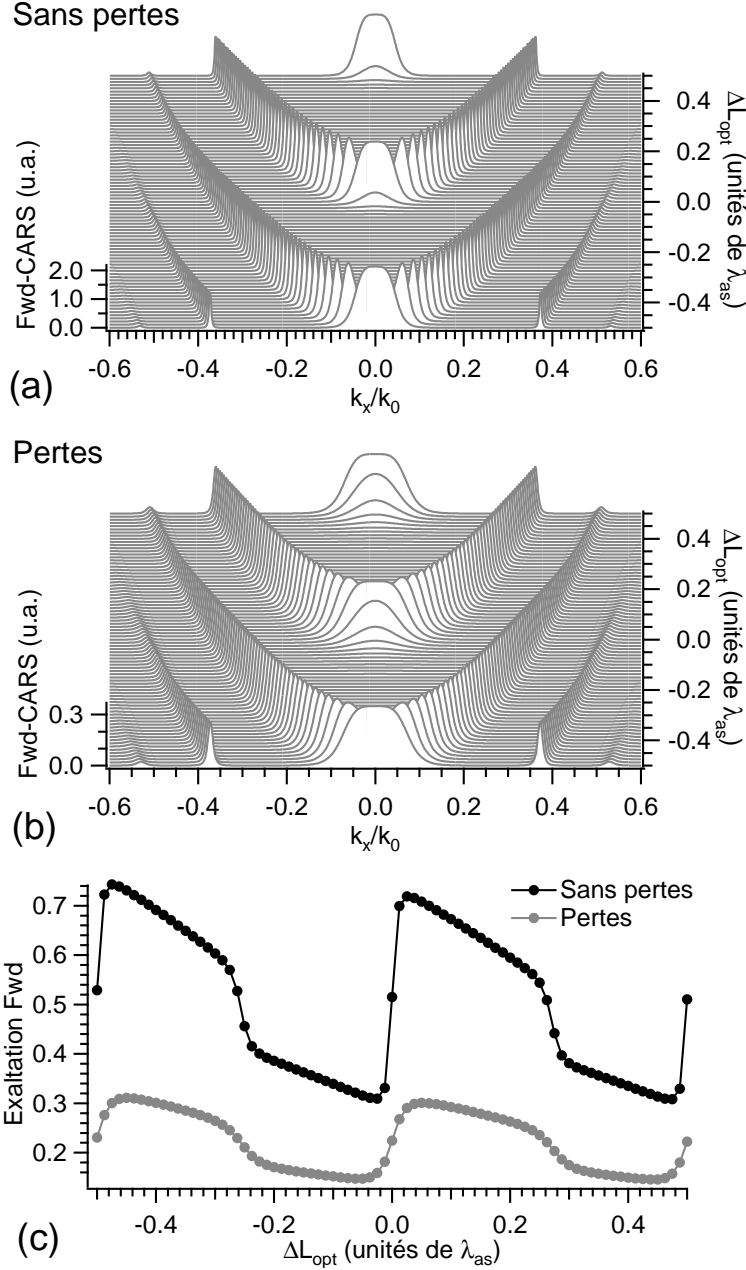 Sans pertes
Fwd-CARS (u.a.)
2.0
1.0
0.0
0.4
0.2
0.0
-0.2
-0.4
ΔL_opt (unités de λ_as)
-0.6 -0.4 -0.2 0.0 0.2 0.4 0.6
k_x/k_0
(a)
Pertes
Fwd-CARS (u.a.)
0.3
0.0
0.4
0.2
0.0
-0.2
-0.4
ΔL_opt (unités de λ_as)
-0.6 -0.4 -0.2 0.0 0.2 0.4 0.6
k_x/k_0
(b)
Sans pertes
Pertes
Exaltation Fwd
0.7
0.6
0.5
0.4
0.3
0.2
-0.4 -0.2 0.0 0.2 0.4
ΔL_opt (unités de λ_as)
(c)